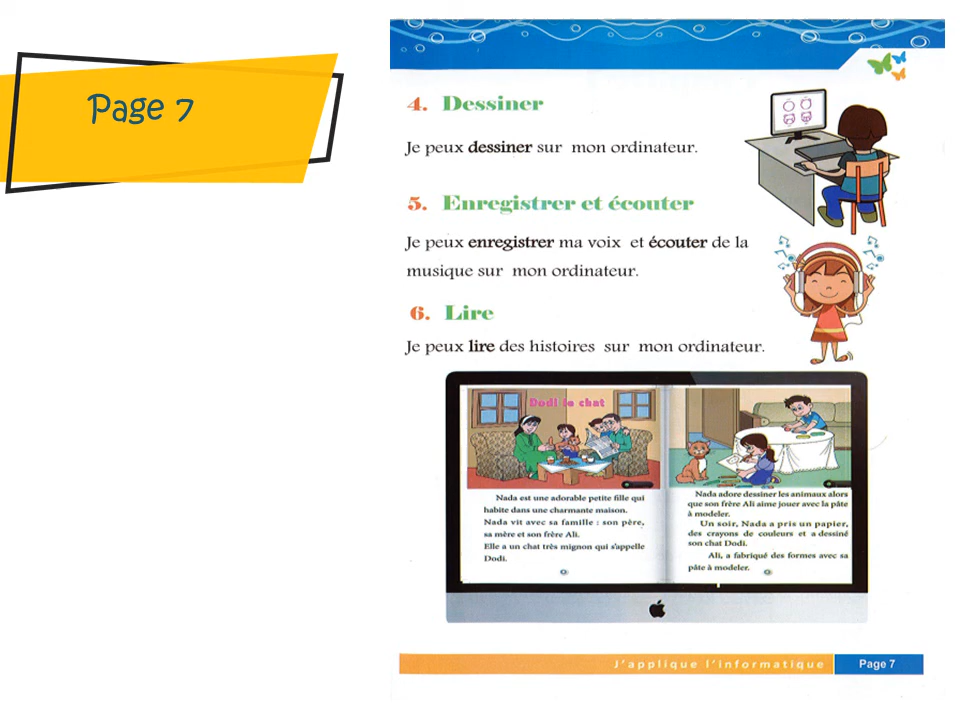 Page 7
4. Dessiner
Je peux dessiner sur mon ordinateur.
5. Enregistrer et écouter
Je peux enregistrer ma voix et écouter de la
musique sur mon ordinateur.
6. Lire
Je peux lire des histoires sur mon ordinateur.
Dodi le chat
Nada est une adorable petite fille qui
habite dans une charmante maison.
Nada vit avec sa famille : son père,
sa mère et son frère Ali.
Elle a un chat très mignon qui s'appelle
Dodi.
Nada adore dessiner les animaux alors
que son frère Ali aime jouer avec la pâte
à modeler.
Un soir, Nada a pris un papier,
des crayons de couleurs et a dessiné
son chat Dodi.
Ali, a fabriqué des formes avec sa
pâte à modeler.
J'applique l'informatique
Page 7